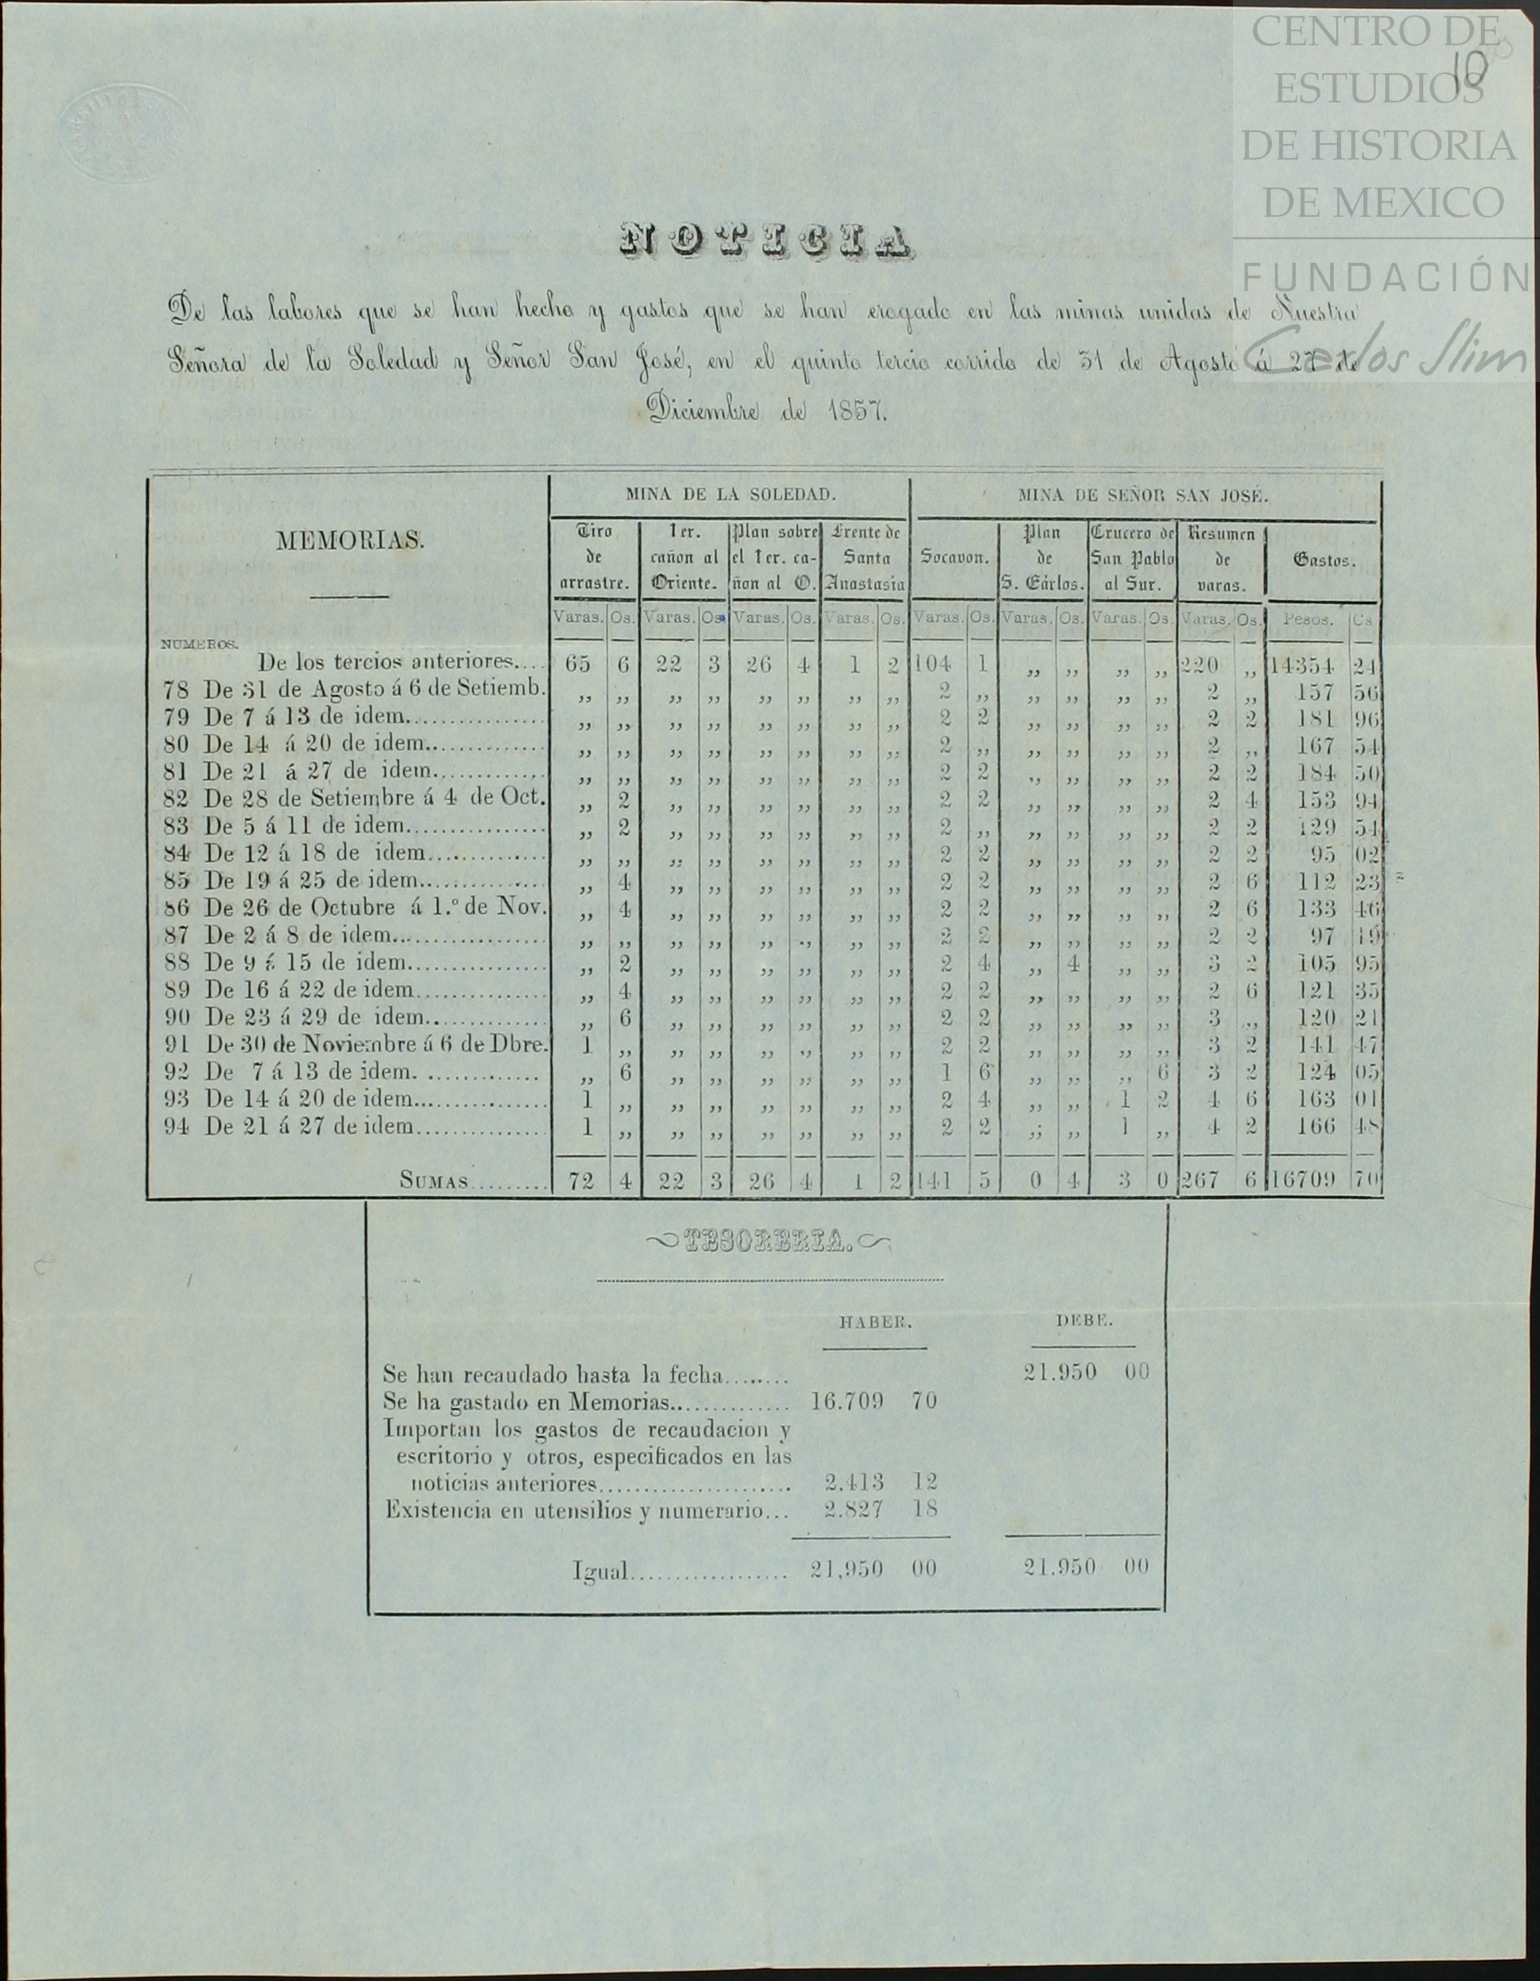 CENTRO DE
ESTUDIOS
DE HISTORIA
DE MEXICO
FUNDACIÓN
Carlos Slim
10
NOTICIA
De las labores que se han hecho y gastos que se han erogado en las minas unidas de Nuestra
Señora de la Soledad y Señor San José, en el quinto tercio corrido de 31 de Agosto á 27 de
Diciembre de 1857.
MEMORIAS. MINA DE LA SOLEDAD. MINA DE SEÑOR SAN JOSÉ.
Tiro de arrastre. 1er. cañon al Oriente. Plan sobre el 1er. ca-ñon al O. Frente de Santa Anastasia Socavon. Plan de S. Cárlos. Crucero de San Pablo al Sur. Resumen de varas. Gastos.
Varas. Os. Varas. Os. Varas. Os. Varas. Os. Varas. Os. Varas. Os. Varas. Os. Varas. Os. Pesos. Cs
NUMEROS.
De los tercios anteriores.... 65 6 22 3 26 4 1 2 104 1 ,, ,, ,, ,, 220 ,, 14354 24
78 De 31 de Agosto á 6 de Setiemb. ,, ,, ,, ,, ,, ,, ,, ,, 2 ,, ,, ,, ,, ,, 2 ,, 157 56
79 De 7 á 13 de idem................ ,, ,, ,, ,, ,, ,, ,, ,, 2 2 ,, ,, ,, ,, 2 2 181 96
80 De 14 á 20 de idem.............. ,, ,, ,, ,, ,, ,, ,, ,, 2 ,, ,, ,, ,, ,, 2 ,, 167 54
81 De 21 á 27 de idem............. ,, ,, ,, ,, ,, ,, ,, ,, 2 2 ,, ,, ,, ,, 2 2 184 50
82 De 28 de Setiembre á 4 de Oct. ,, 2 ,, ,, ,, ,, ,, ,, 2 2 ,, ,, ,, ,, 2 4 153 94
83 De 5 á 11 de idem................ ,, 2 ,, ,, ,, ,, ,, ,, 2 ,, ,, ,, ,, ,, 2 2 129 54
84 De 12 á 18 de idem.............. ,, ,, ,, ,, ,, ,, ,, ,, 2 2 ,, ,, ,, ,, 2 2 95 02
85 De 19 á 25 de idem.............. ,, 4 ,, ,, ,, ,, ,, ,, 2 2 ,, ,, ,, ,, 2 6 112 23
86 De 26 de Octubre á 1.º de Nov. ,, 4 ,, ,, ,, ,, ,, ,, 2 2 ,, ,, ,, ,, 2 6 133 46
87 De 2 á 8 de idem.................. ,, ,, ,, ,, ,, ,, ,, ,, 2 2 ,, ,, ,, ,, 2 2 97 19
88 De 9 á 15 de idem................ ,, 2 ,, ,, ,, ,, ,, ,, 2 4 ,, 4 ,, ,, 3 2 105 95
89 De 16 á 22 de idem............... ,, 4 ,, ,, ,, ,, ,, ,, 2 2 ,, ,, ,, ,, 2 6 121 35
90 De 23 á 29 de idem.............. ,, 6 ,, ,, ,, ,, ,, ,, 2 2 ,, ,, ,, ,, 3 ,, 120 21
91 De 30 de Noviembre á 6 de Dbre. 1 ,, ,, ,, ,, ,, ,, ,, 2 2 ,, ,, ,, ,, 3 2 141 47
92 De 7 á 13 de idem. ............. ,, 6 ,, ,, ,, ,, ,, ,, 1 6 ,, ,, ,, 6 3 2 124 05
93 De 14 á 20 de idem............... 1 ,, ,, ,, ,, ,, ,, ,, 2 4 ,, ,, 1 2 4 6 163 01
94 De 21 á 27 de idem............... 1 ,, ,, ,, ,, ,, ,, ,, 2 2 ,, ,, 1 ,, 4 2 166 48
SUMAS......... 72 4 22 3 26 4 1 2 141 5 0 4 3 0 267 6 16709 70
TESORERIA.
HABER. DEBE.
Se han recaudado hasta la fecha........ 21.950 00
Se ha gastado en Memorias.............. 16.709 70
Importan los gastos de recaudacion y
escritorio y otros, especificados en las
noticias anteriores...................... 2.413 12
Existencia en utensilios y numerario... 2.827 18
Igual.................. 21,950 00 21.950 00